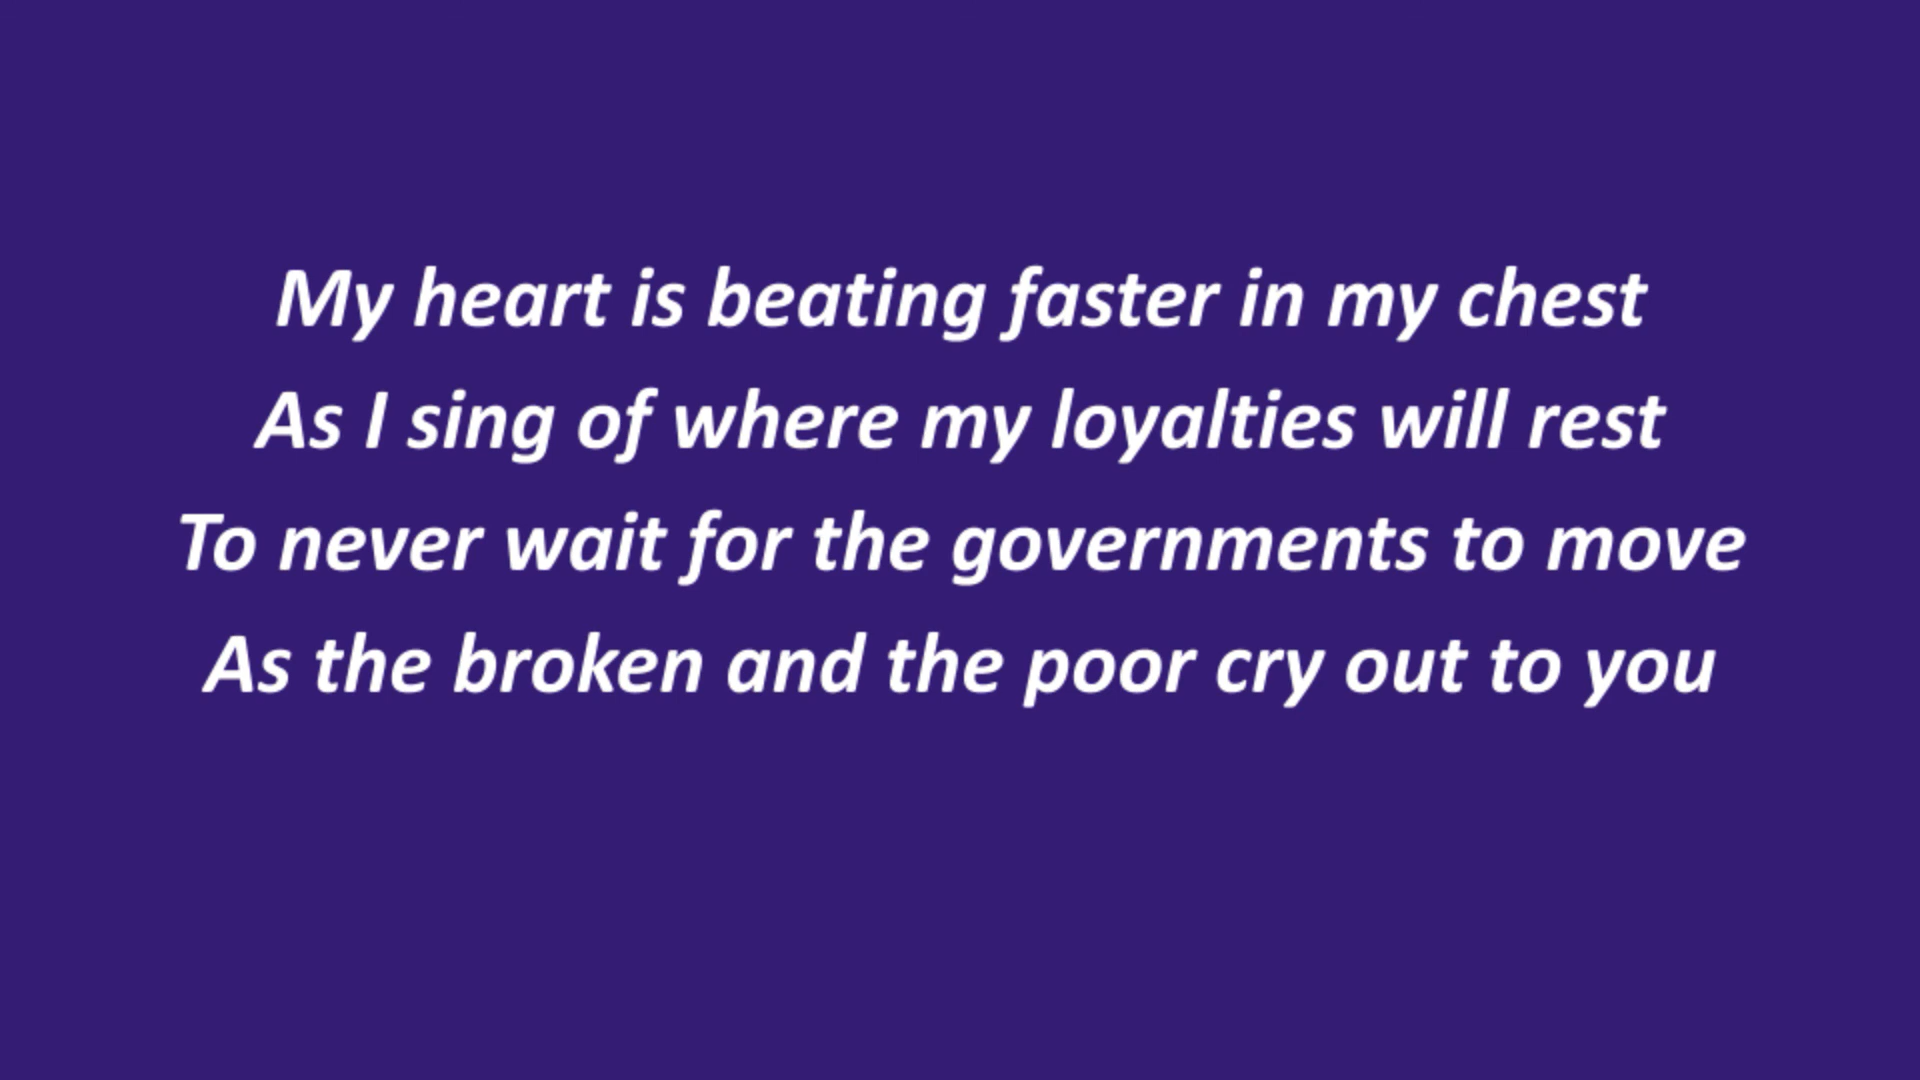 My heart is beating faster in my chest
As I sing of where my loyalties will rest
To never wait for the governments to move
As the broken and the poor cry out to you